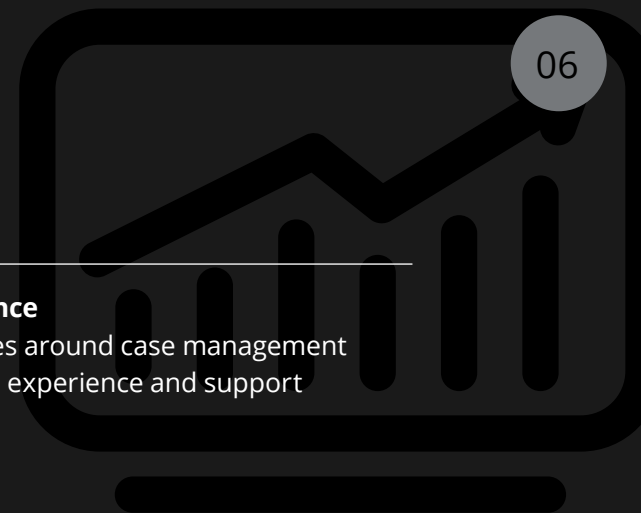 06
nce
es around case management
experience and support